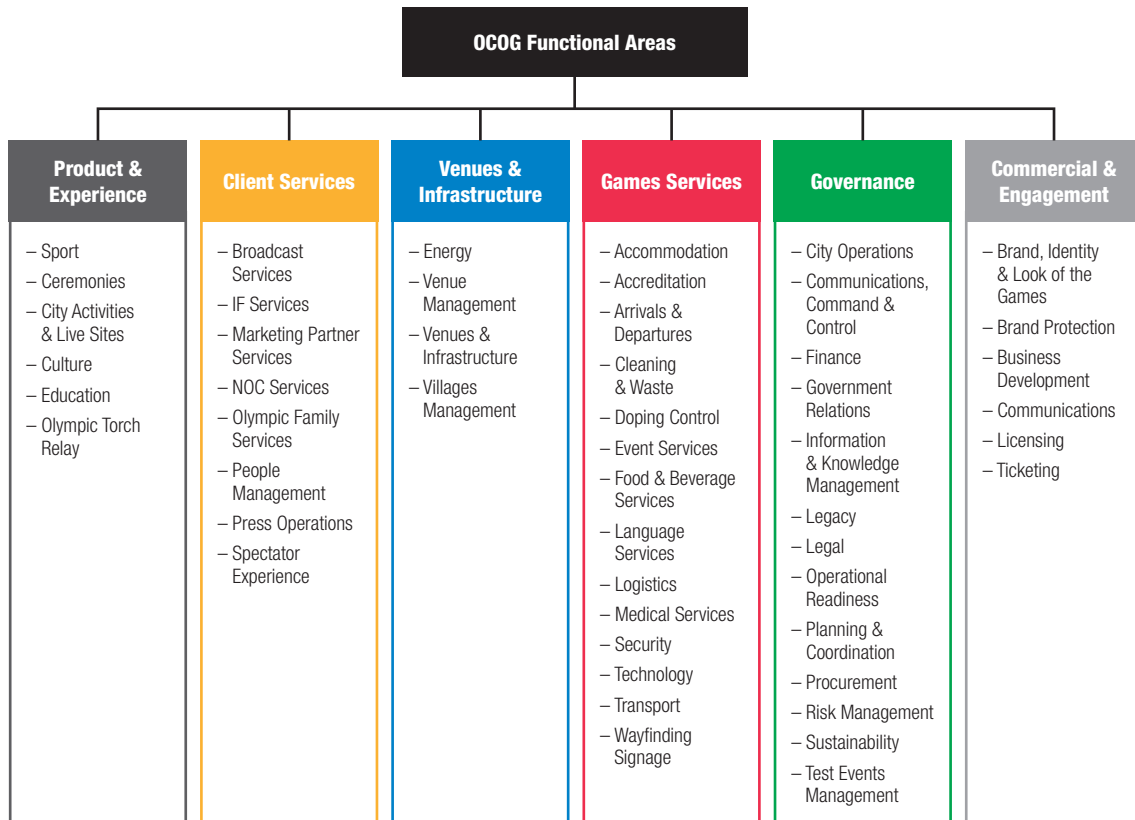 OCOG Functional Areas
Product &
Experience
– Sport
– Ceremonies
– City Activities
& Live Sites
– Culture
– Education
– Olympic Torch
Relay
Client Services
– Broadcast
Services
– IF Services
– Marketing Partner
Services
– NOC Services
– Olympic Family
Services
– People
Management
– Press Operations
– Spectator
Experience
Venues &
Infrastructure
– Energy
– Venue
Management
– Venues &
Infrastructure
– Villages
Management
Games Services
– Accommodation
– Accreditation
– Arrivals &
Departures
– Cleaning
& Waste
– Doping Control
– Event Services
– Food & Beverage
Services
– Language
Services
– Logistics
– Medical Services
– Security
– Technology
– Transport
– Wayfinding
Signage
Governance
– City Operations
– Communications,
Command &
Control
– Finance
– Government
Relations
– Information
& Knowledge
Management
– Legacy
– Legal
– Operational
Readiness
– Planning &
Coordination
– Procurement
– Risk Management
– Sustainability
– Test Events
Management
Commercial &
Engagement
– Brand, Identity
& Look of the
Games
– Brand Protection
– Business
Development
– Communications
– Licensing
– Ticketing